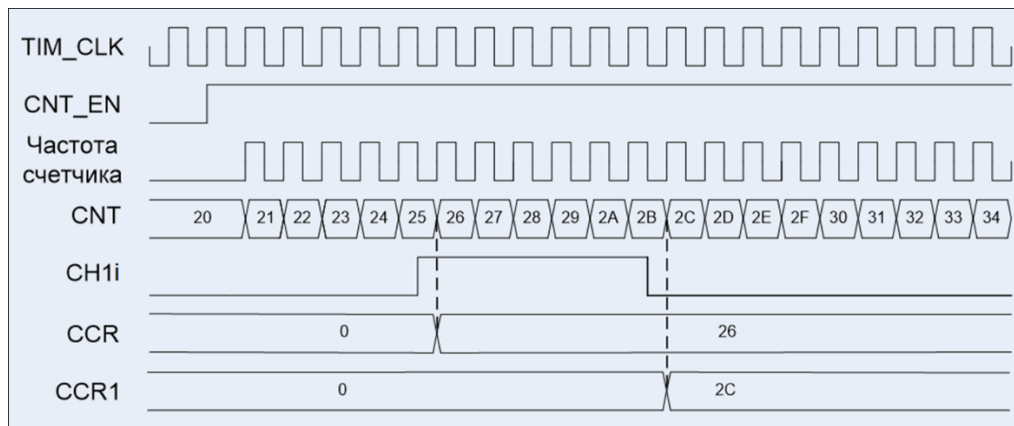 TIM_CLK
CNT_EN
Частота
счетчика
CNT 20 21 22 23 24 25 26 27 28 29 2A 2B 2C 2D 2E 2F 30 31 32 33 34
CH1i
CCR 0 26
CCR1 0 2C